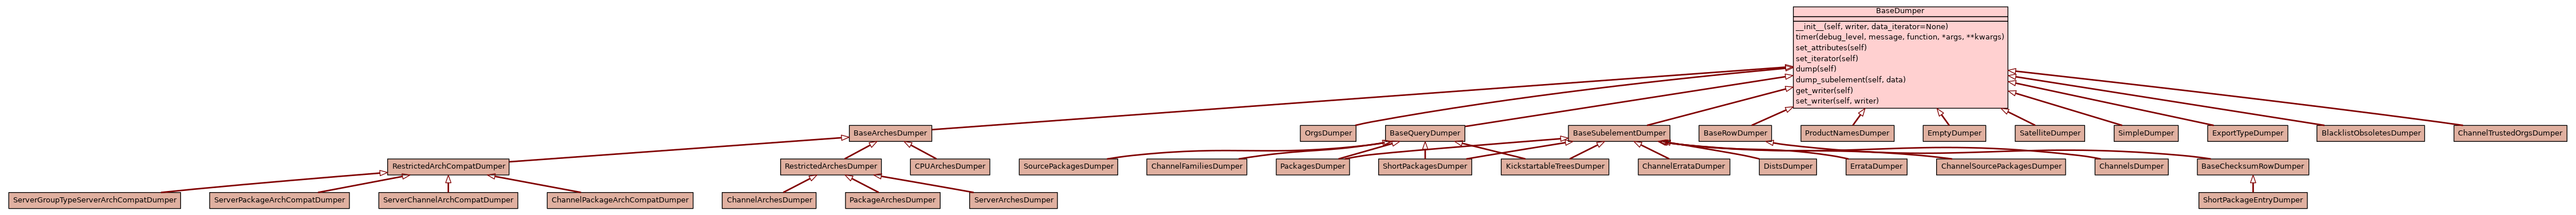 BaseDumper
__init__(self, writer, data_iterator=None)
timer(debug_level, message, function, *args, **kwargs)
set_attributes(self)
set_iterator(self)
dump(self)
dump_subelement(self, data)
get_writer(self)
set_writer(self, writer)
BaseArchesDumper
OrgsDumper
BaseQueryDumper
BaseSubelementDumper
BaseRowDumper
ProductNamesDumper
EmptyDumper
SatelliteDumper
SimpleDumper
ExportTypeDumper
BlacklistObsoletesDumper
ChannelTrustedOrgsDumper
RestrictedArchCompatDumper
RestrictedArchesDumper
CPUArchesDumper
SourcePackagesDumper
ChannelFamiliesDumper
PackagesDumper
ShortPackagesDumper
KickstartableTreesDumper
ChannelErrataDumper
DistsDumper
ErrataDumper
ChannelSourcePackagesDumper
ChannelsDumper
BaseChecksumRowDumper
ServerGroupTypeServerArchCompatDumper
ServerPackageArchCompatDumper
ServerChannelArchCompatDumper
ChannelPackageArchCompatDumper
ChannelArchesDumper
PackageArchesDumper
ServerArchesDumper
ShortPackageEntryDumper